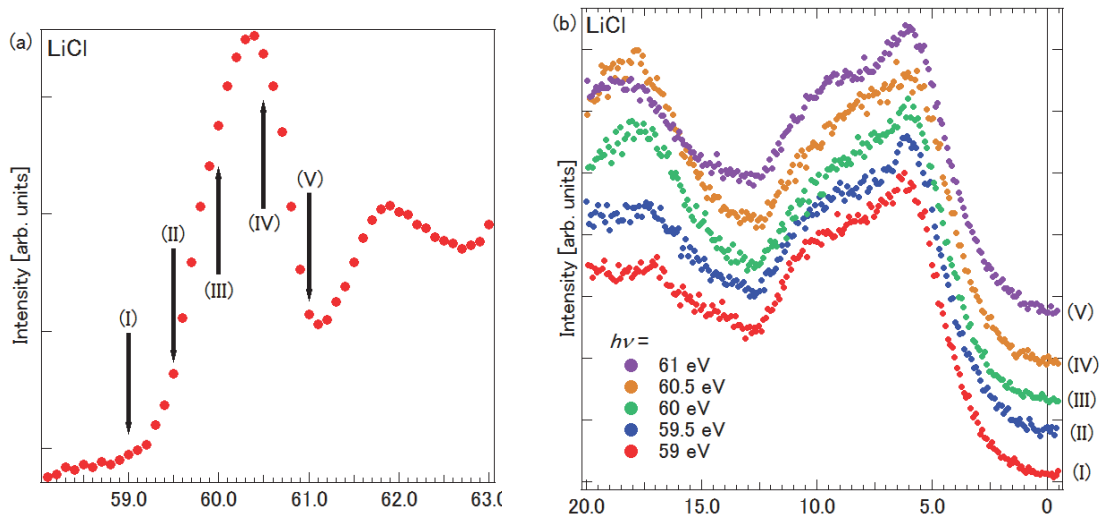 (a)
LiCl
Intensity [arb. units]
(I)
(II)
(III)
(IV)
(V)
59.0 60.0 61.0 62.0 63.0
(b)
LiCl
Intensity [arb. units]
hν =
61 eV
60.5 eV
60 eV
59.5 eV
59 eV
(V)
(IV)
(III)
(II)
(I)
20.0 15.0 10.0 5.0 0